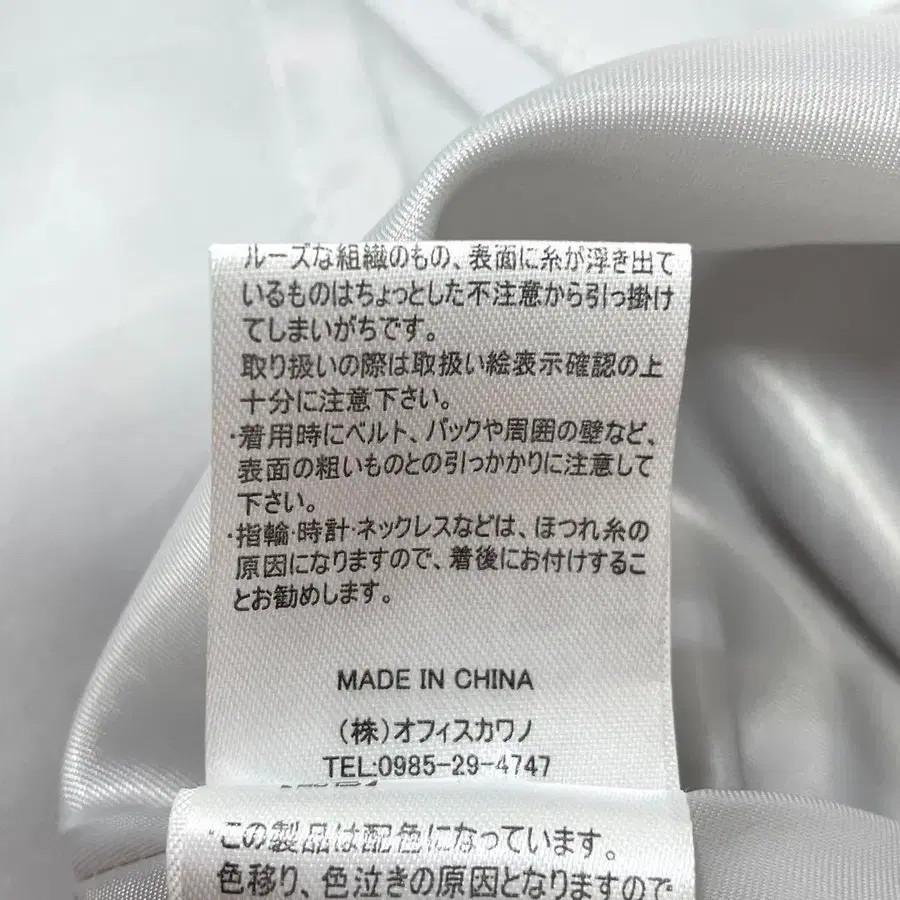 ルーズな組織のもの、表面に糸が浮き出て
いるものはちょっとした不注意から引っ掛け
てしまいがちです。
取り扱いの際は取扱い絵表示確認の上
十分に注意下さい。
・着用時にベルト、バックや周囲の壁など、
表面の粗いものとの引っかかりに注意して
下さい。
・指輪・時計・ネックレスなどは、ほつれ糸の
原因になりますので、着後にお付けするこ
とお勧めします。
MADE IN CHINA
(株)オフィスカワノ
TEL:0985-29-4747
・この製品は配色になっています。
色移り、色泣きの原因となりますので